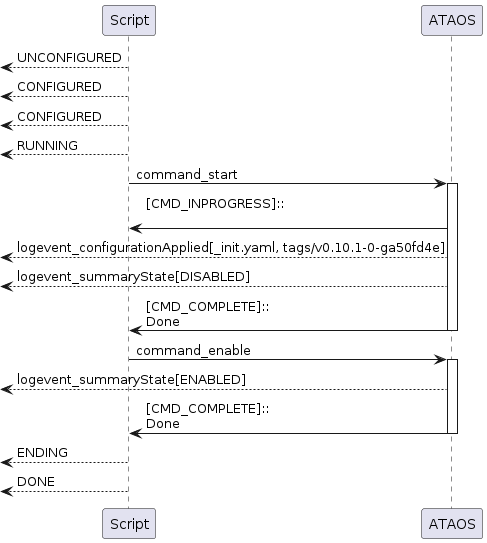 Script
ATAOS
UNCONFIGURED
CONFIGURED
CONFIGURED
RUNNING
command_start
[CMD_INPROGRESS]::
logevent_configurationApplied[_init.yaml, tags/v0.10.1-0-ga50fd4e]
logevent_summaryState[DISABLED]
[CMD_COMPLETE]::
Done
command_enable
logevent_summaryState[ENABLED]
[CMD_COMPLETE]::
Done
ENDING
DONE
Script
ATAOS